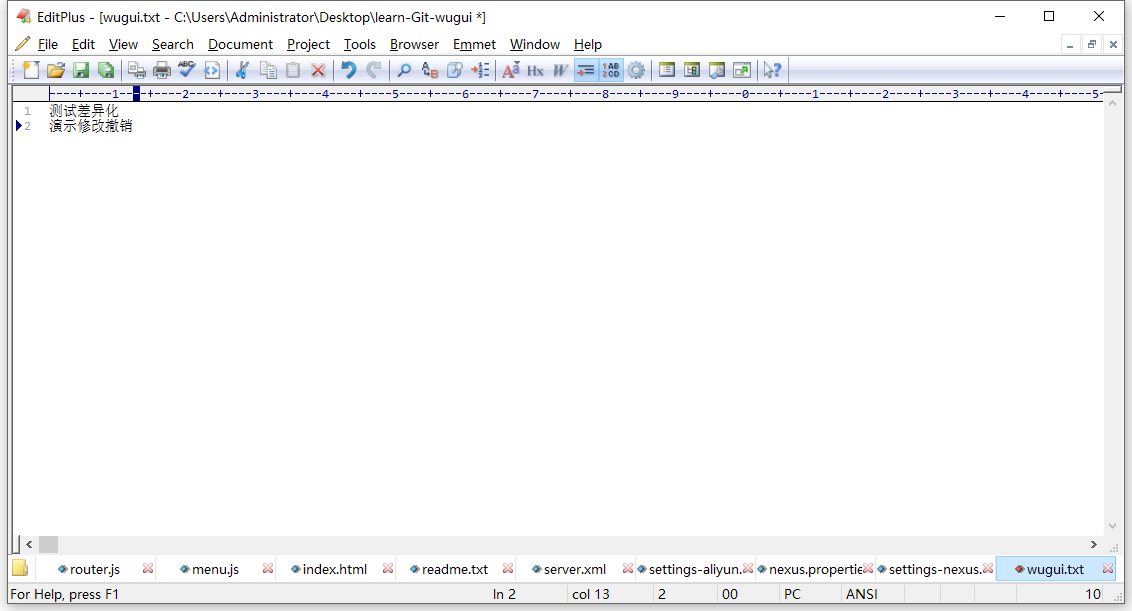 EditPlus - [wugui.txt - C:\Users\Administrator\Desktop\learn-Git-wugui *]
File Edit View Search Document Project Tools Browser Emmet Window Help
----+----1----+----2----+----3----+----4----+----5----+----6----+----7----+----8----+----9----+----0----+----1----+----2----+----3----+----4----+----5-
1 测试差异化
2 演示修改撤销
router.js menu.js index.html readme.txt server.xml settings-aliyun. nexus.propertie settings-nexus. wugui.txt
For Help, press F1 ln 2 col 13 2 00 PC ANSI 10